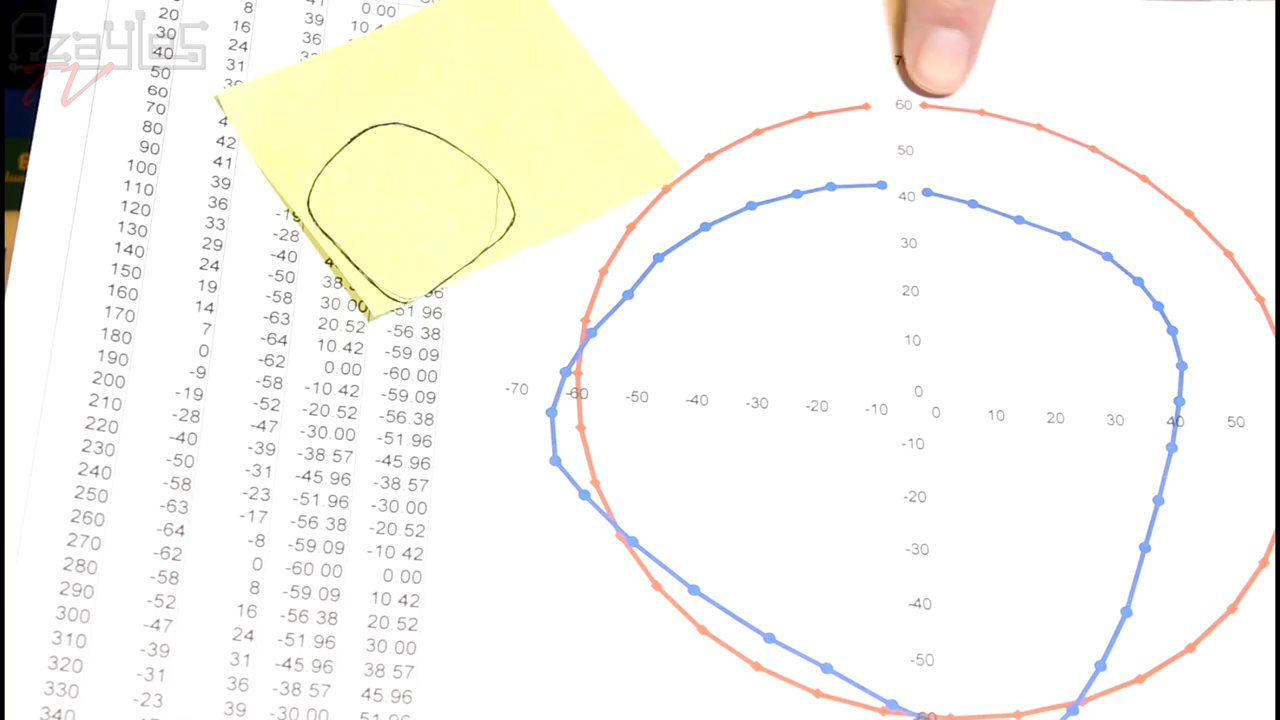 Azayles
TV
20 8 39 10.4
30 16 36
40 24
50 31
60
70 4
80 42
90 41
100 39
110 36
120 33 -19
130 29 -28
140 24 -40
150 19 -50 38.5
160 14 -58 30.00 -51.96
170 7 -63 20.52 -56.38
180 0 -64 10.42 -59.09
190 -9 -62 0.00 -60.00
200 -19 -58 -10.42 -59.09
210 -28 -52 -20.52 -56.38
220 -40 -47 -30.00 -51.96
230 -50 -39 -38.57 -45.96
240 -58 -31 -45.96 -38.57
250 -63 -23 -51.96 -30.00
260 -64 -17 -56.38 -20.52
270 -62 -8 -59.09 -10.42
280 -58 0 -60.00 0.00
290 -52 8 -59.09 10.42
300 -47 16 -56.38 20.52
310 -39 24 -51.96 30.00
320 -31 31 -45.96 38.57
330 -23 36 -38.57 45.96
340 39 -30.00 51.96
60
50
40
30
20
10
0
-70 -60 -50 -40 -30 -20 -10 0 10 20 30 40 50
-10
-20
-30
-40
-50